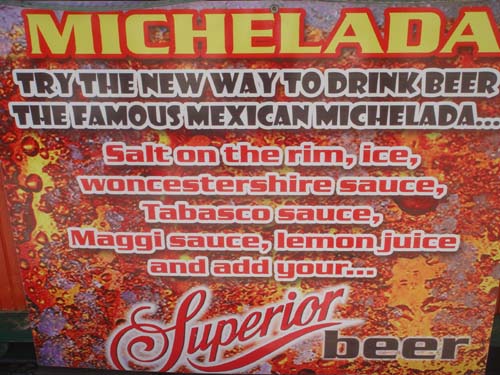 MICHELADA
TRY THE NEW WAY TO DRINK BEER
THE FAMOUS MEXICAN MICHELADA...
Salt on the rim, ice,
woncestershire sauce,
Tabasco sauce,
Maggi sauce, lemon juice
and add your...
Superior
beer